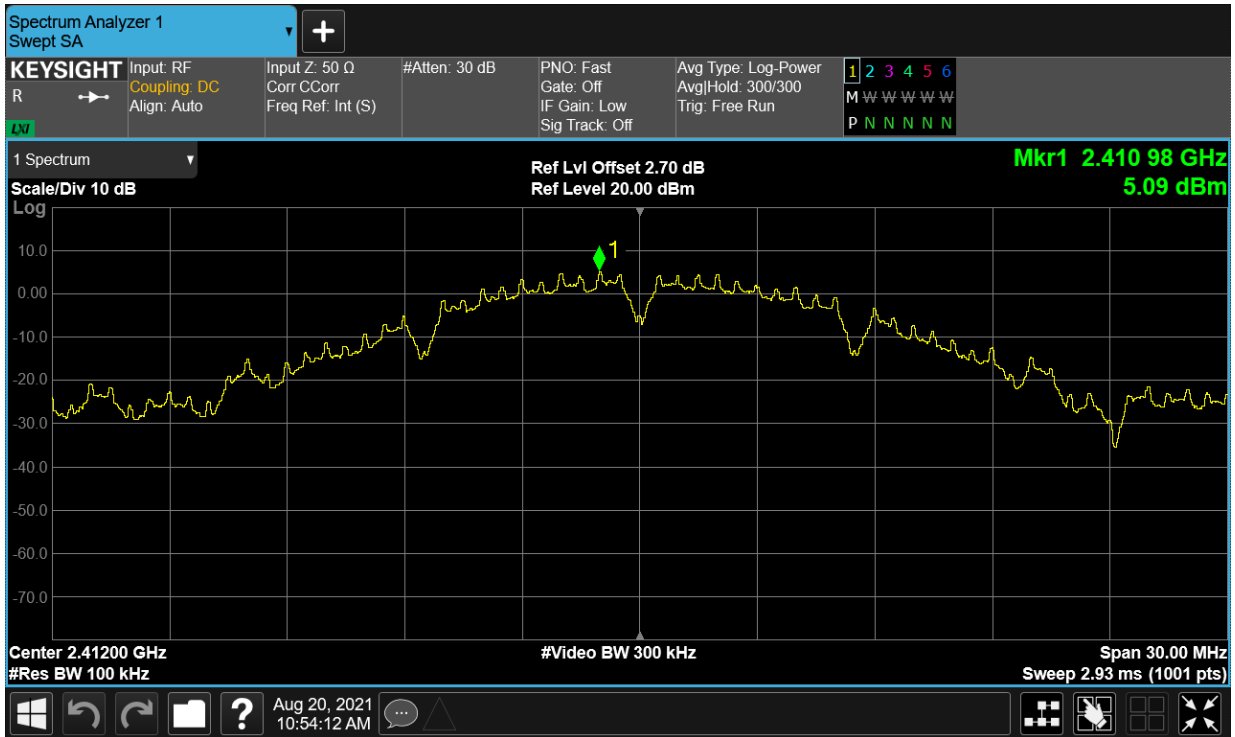 Spectrum Analyzer 1
Swept SA
KEYSIGHT
R
LXI
Input: RF
Coupling: DC
Align: Auto
Input Z: 50 Ω
Corr CCorr
Freq Ref: Int (S)
#Atten: 30 dB
PNO: Fast
Gate: Off
IF Gain: Low
Sig Track: Off
Avg Type: Log-Power
Avg|Hold: 300/300
Trig: Free Run
1 2 3 4 5 6
M W W W W W
P N N N N N
1 Spectrum
Scale/Div 10 dB
Log
Ref Lvl Offset 2.70 dB
Ref Level 20.00 dBm
Mkr1 2.410 98 GHz
5.09 dBm
1
10.0
0.00
-10.0
-20.0
-30.0
-40.0
-50.0
-60.0
-70.0
Center 2.41200 GHz
#Res BW 100 kHz
#Video BW 300 kHz
Span 30.00 MHz
Sweep 2.93 ms (1001 pts)
?
Aug 20, 2021
10:54:12 AM